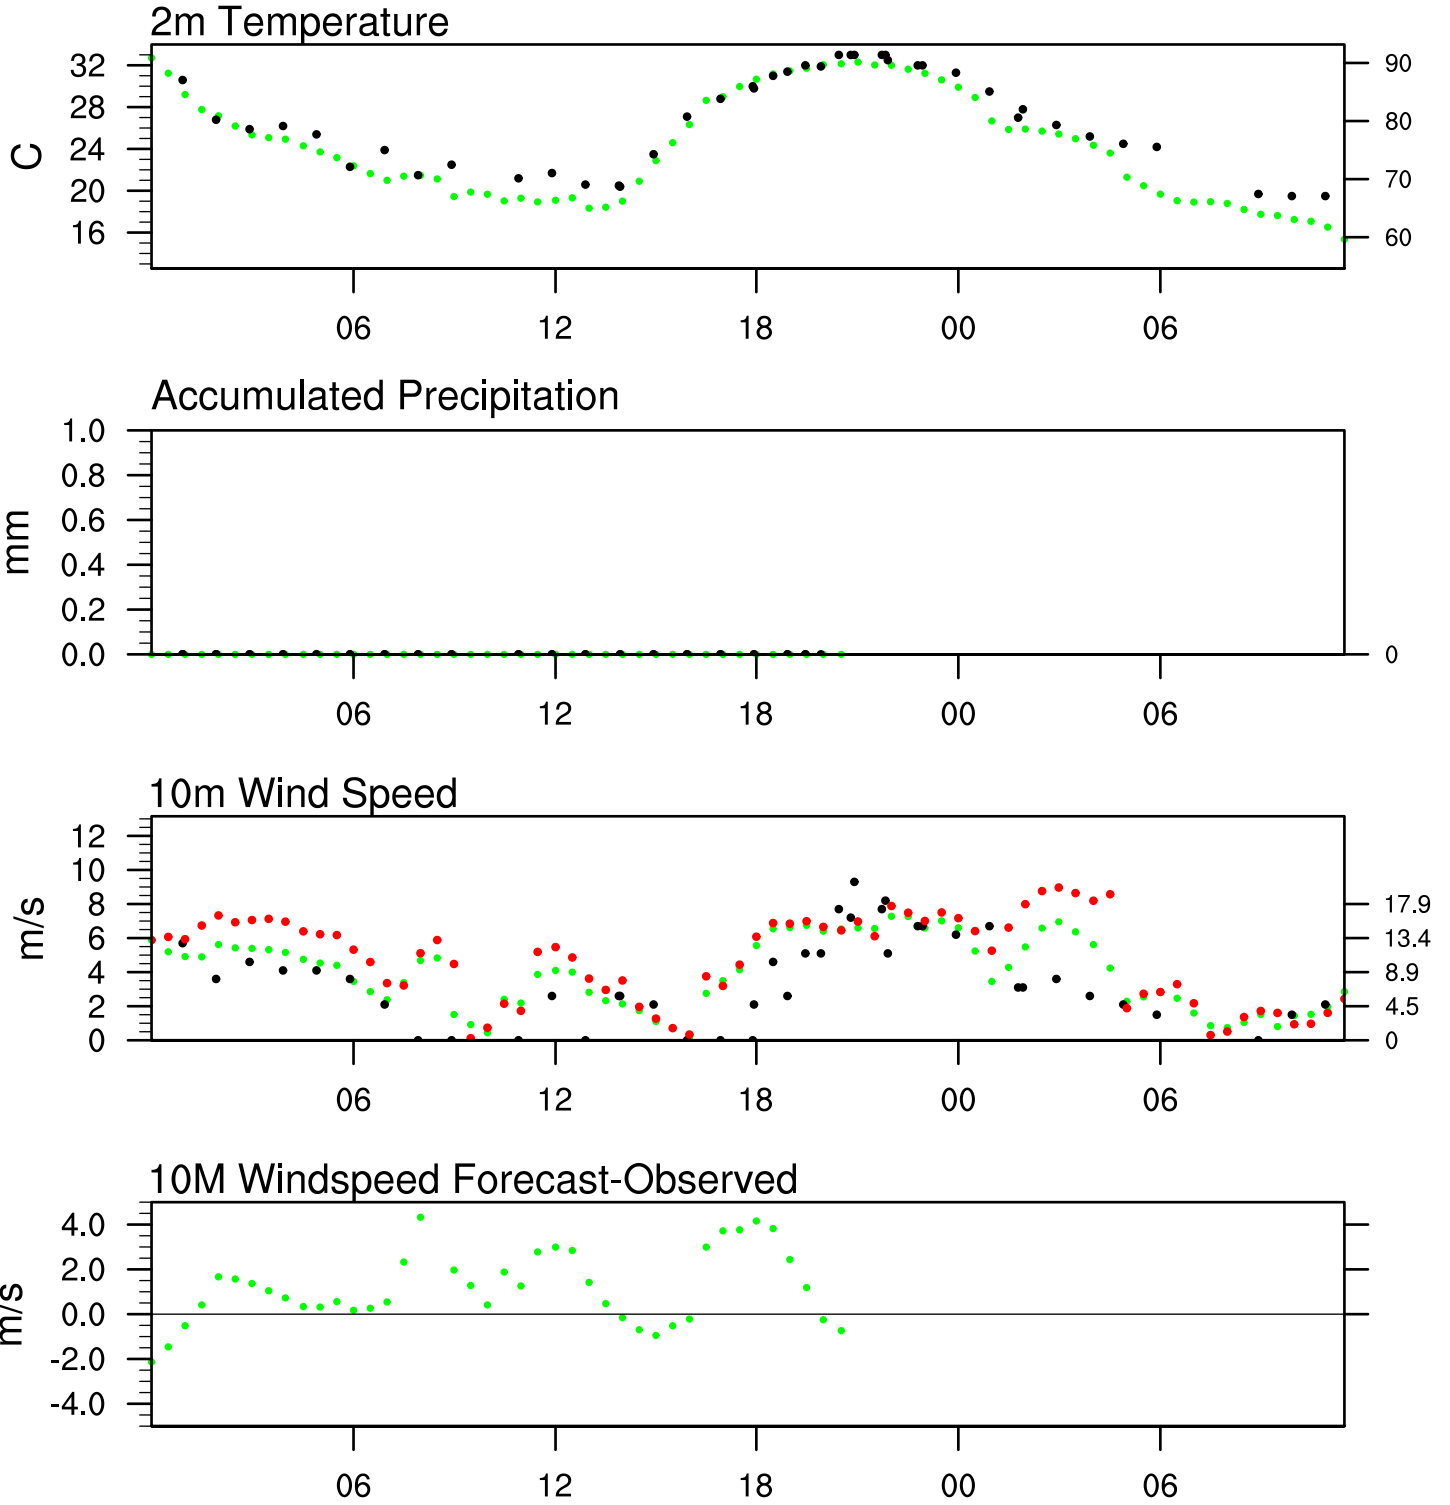 2m Temperature
32
28
24
20
16
C
90
80
70
60
06 12 18 00 06
Accumulated Precipitation
1.0
0.8
0.6
0.4
0.2
0.0
mm
0
06 12 18 00 06
10m Wind Speed
12
10
8
6
4
2
0
m/s
17.9
13.4
8.9
4.5
0
06 12 18 00 06
10M Windspeed Forecast-Observed
4.0
2.0
0.0
-2.0
-4.0
m/s
06 12 18 00 06